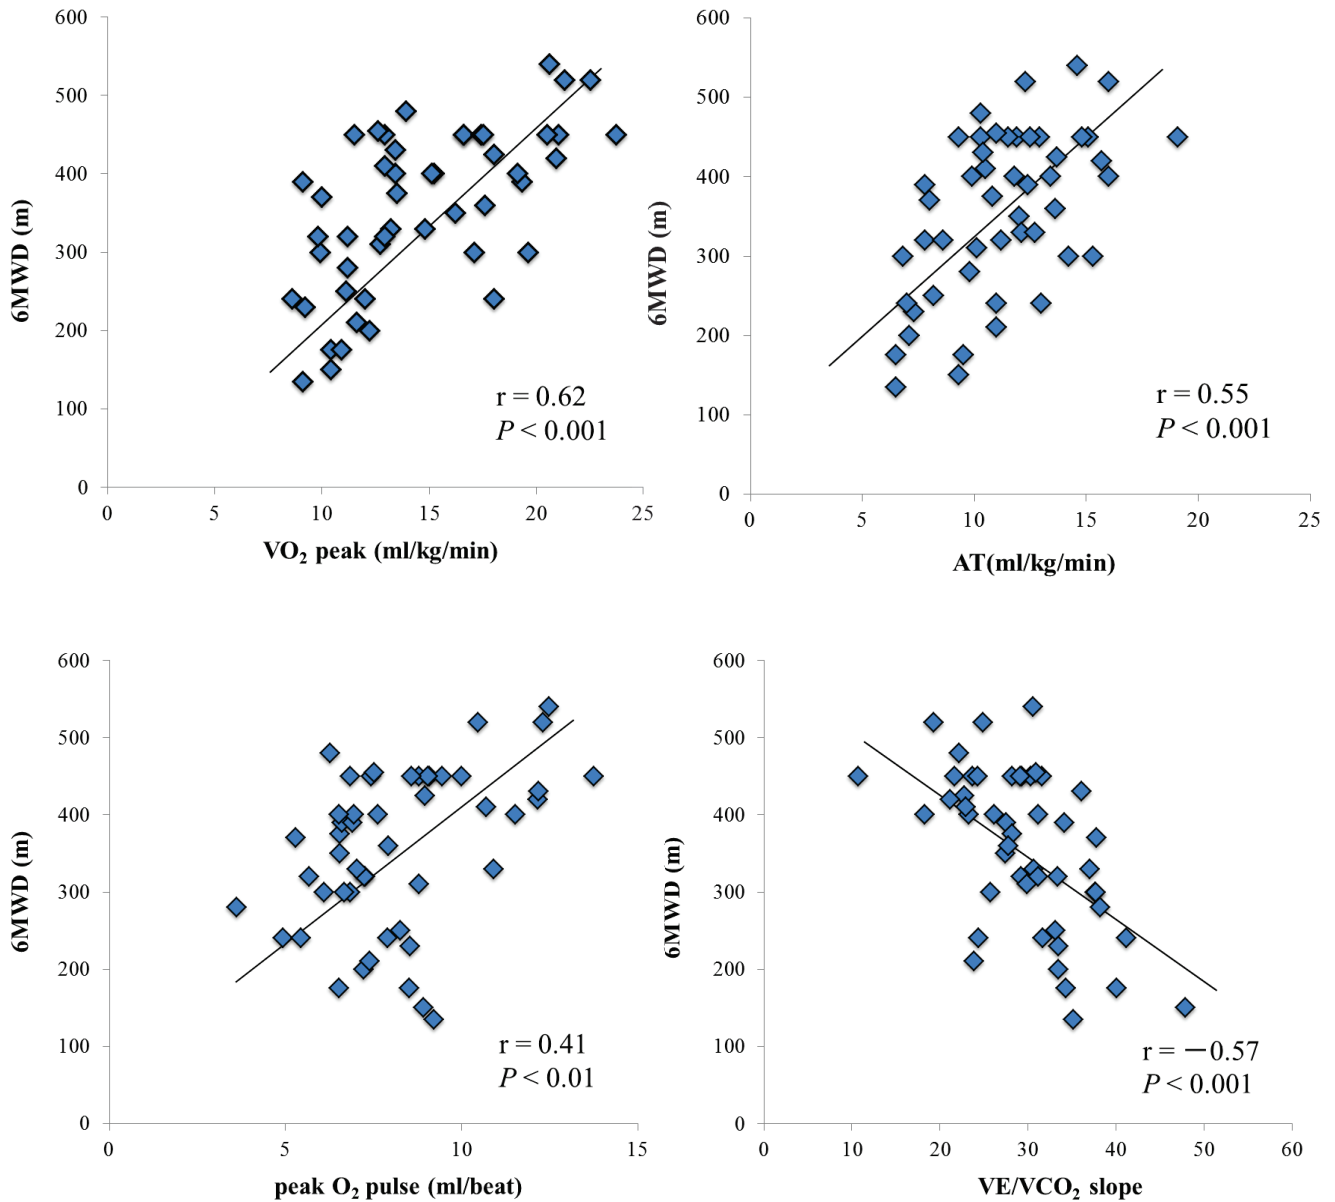 600
500
400
300
200
100
0
6MWD (m)
r = 0.62
P < 0.001
0 5 10 15 20 25
VO₂ peak (ml/kg/min)
600
500
400
300
200
100
0
6MWD (m)
r = 0.55
P < 0.001
0 5 10 15 20 25
AT(ml/kg/min)
600
500
400
300
200
100
0
6MWD (m)
r = 0.41
P < 0.01
0 5 10 15
peak O₂ pulse (ml/beat)
600
500
400
300
200
100
0
6MWD (m)
r = −0.57
P < 0.001
0 10 20 30 40 50 60
VE/VCO₂ slope